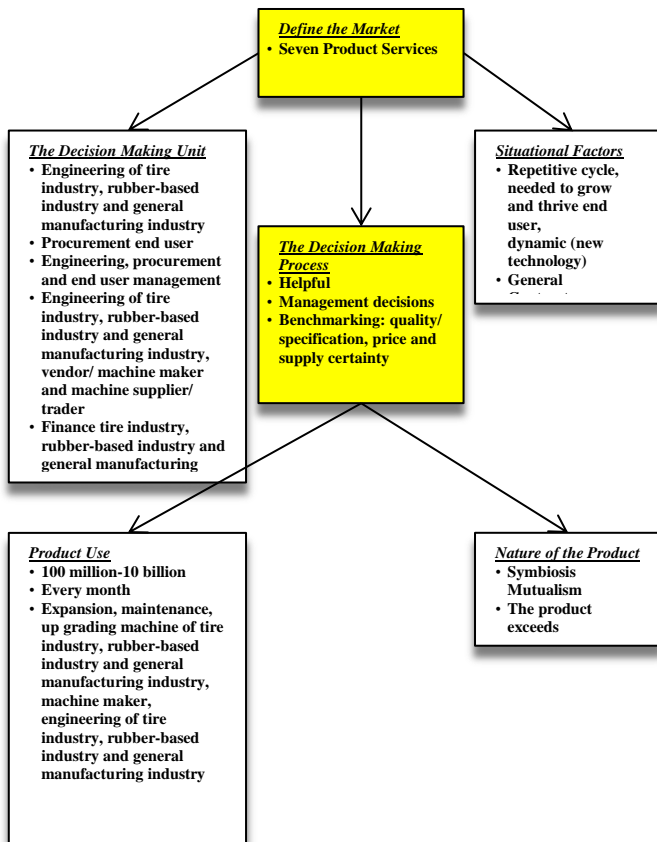 Define the Market
• Seven Product Services
The Decision Making Unit
• Engineering of tire
industry, rubber-based
industry and general
manufacturing industry
• Procurement end user
• Engineering, procurement
and end user management
• Engineering of tire
industry, rubber-based
industry and general
manufacturing industry,
vendor/ machine maker
and machine supplier/
trader
• Finance tire industry,
rubber-based industry and
general manufacturing
The Decision Making
Process
• Helpful
• Management decisions
• Benchmarking: quality/
specification, price and
supply certainty
Situational Factors
• Repetitive cycle,
needed to grow
and thrive end
user,
dynamic (new
technology)
• General
Product Use
• 100 million-10 billion
• Every month
• Expansion, maintenance,
up grading machine of tire
industry, rubber-based
industry and general
manufacturing industry,
machine maker,
engineering of tire
industry, rubber-based
industry and general
manufacturing industry
Nature of the Product
• Symbiosis
Mutualism
• The product
exceeds